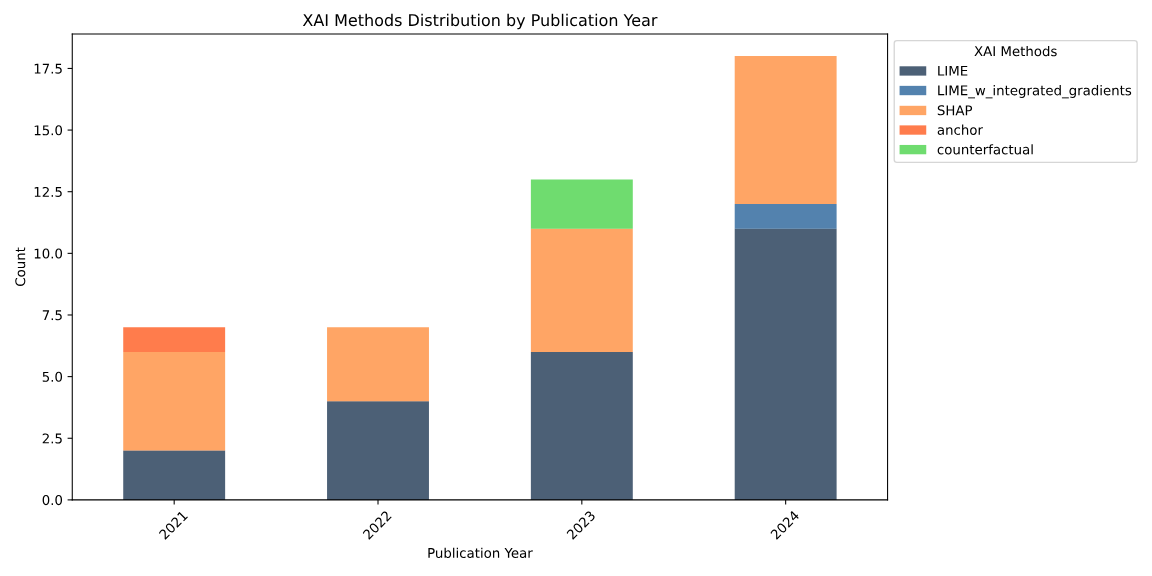 XAI Methods Distribution by Publication Year
XAI Methods
LIME
LIME_w_integrated_gradients
SHAP
anchor
counterfactual
Count
17.5
15.0
12.5
10.0
7.5
5.0
2.5
0.0
2021
2022
2023
2024
Publication Year